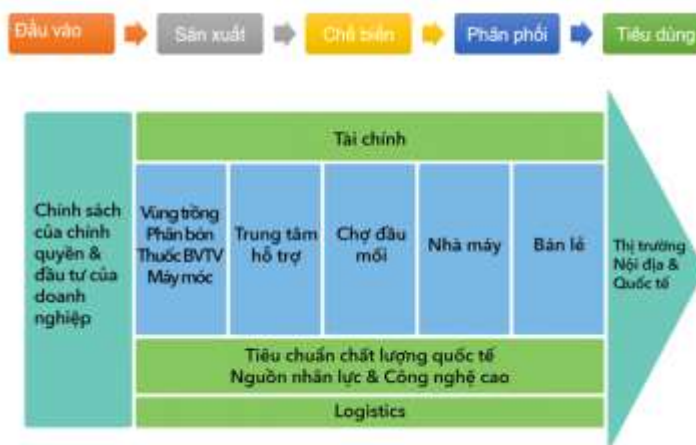 Đầu vào
Sản xuất
Chế biến
Phân phối
Tiêu dùng
Tài chính
Chính sách
của chính
quyền &
đầu tư của
doanh
nghiệp
Vùng trồng
Phân bón
Thuốc BVTV
Máy móc
Trung tâm
hỗ trợ
Chợ đầu
mối
Nhà máy
Bán lẻ
Thị trường
Nội địa &
Quốc tế
Tiêu chuẩn chất lượng quốc tế
Nguồn nhân lực & Công nghệ cao
Logistics